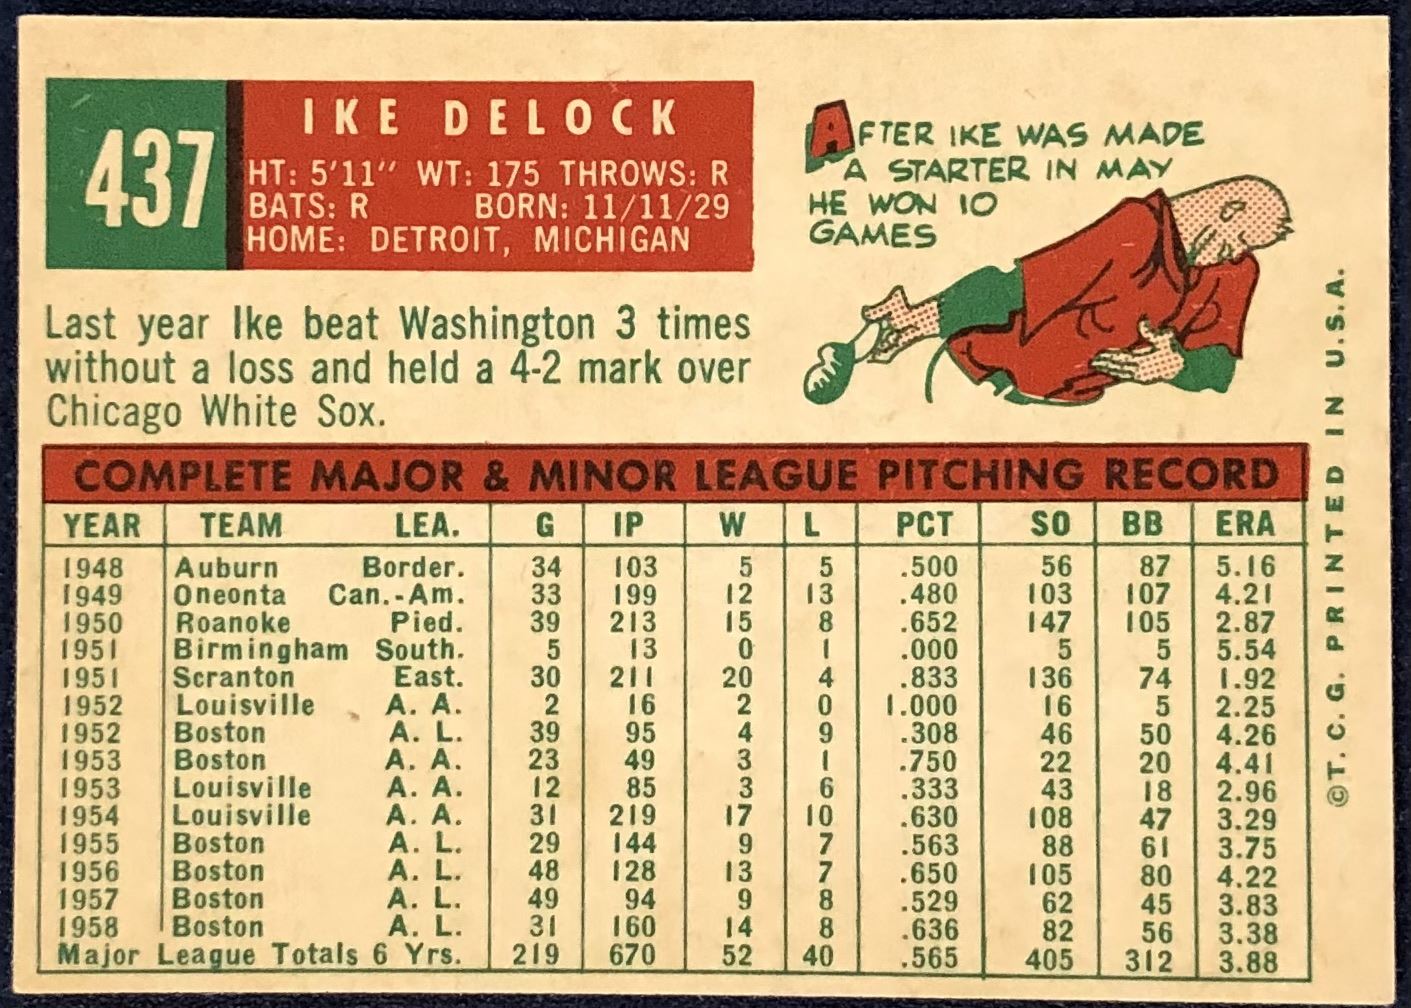 437
IKE DELOCK
HT: 5'11" WT: 175 THROWS: R
BATS: R BORN: 11/11/29
HOME: DETROIT, MICHIGAN
AFTER IKE WAS MADE
A STARTER IN MAY
HE WON 10
GAMES
Last year Ike beat Washington 3 times
without a loss and held a 4-2 mark over
Chicago White Sox.
COMPLETE MAJOR & MINOR LEAGUE PITCHING RECORD
YEAR TEAM LEA. G IP W L PCT SO BB ERA
1948 Auburn Border. 34 103 5 5 .500 56 87 5.16
1949 Oneonta Can.-Am. 33 199 12 13 .480 103 107 4.21
1950 Roanoke Pied. 39 213 15 8 .652 147 105 2.87
1951 Birmingham South. 5 13 0 1 .000 5 5 5.54
1951 Scranton East. 30 211 20 4 .833 136 74 1.92
1952 Louisville A. A. 2 16 2 0 1.000 16 5 2.25
1952 Boston A. L. 39 95 4 9 .308 46 50 4.26
1953 Boston A. A. 23 49 3 1 .750 22 20 4.41
1953 Louisville A. A. 12 85 3 6 .333 43 18 2.96
1954 Louisville A. A. 31 219 17 10 .630 108 47 3.29
1955 Boston A. L. 29 144 9 7 .563 88 61 3.75
1956 Boston A. L. 48 128 13 7 .650 105 80 4.22
1957 Boston A. L. 49 94 9 8 .529 62 45 3.83
1958 Boston A. L. 31 160 14 8 .636 82 56 3.38
Major League Totals 6 Yrs. 219 670 52 40 .565 405 312 3.88
©T. C. G. PRINTED IN U.S.A.